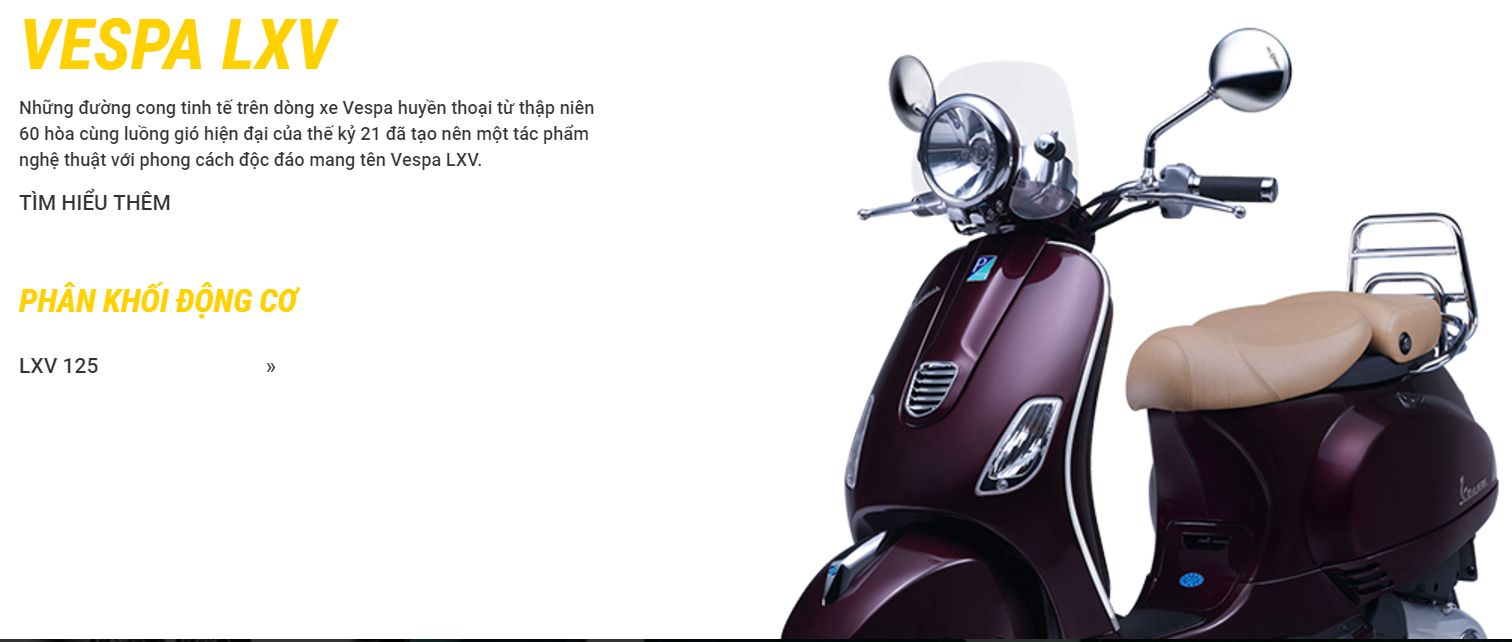 VESPA LXV
Những đường cong tinh tế trên dòng xe Vespa huyền thoại từ thập niên
60 hòa cùng luồng gió hiện đại của thế kỷ 21 đã tạo nên một tác phẩm
nghệ thuật với phong cách độc đáo mang tên Vespa LXV.
TÌM HIỂU THÊM
PHÂN KHỐI ĐỘNG CƠ
LXV 125 »
P
Vespa